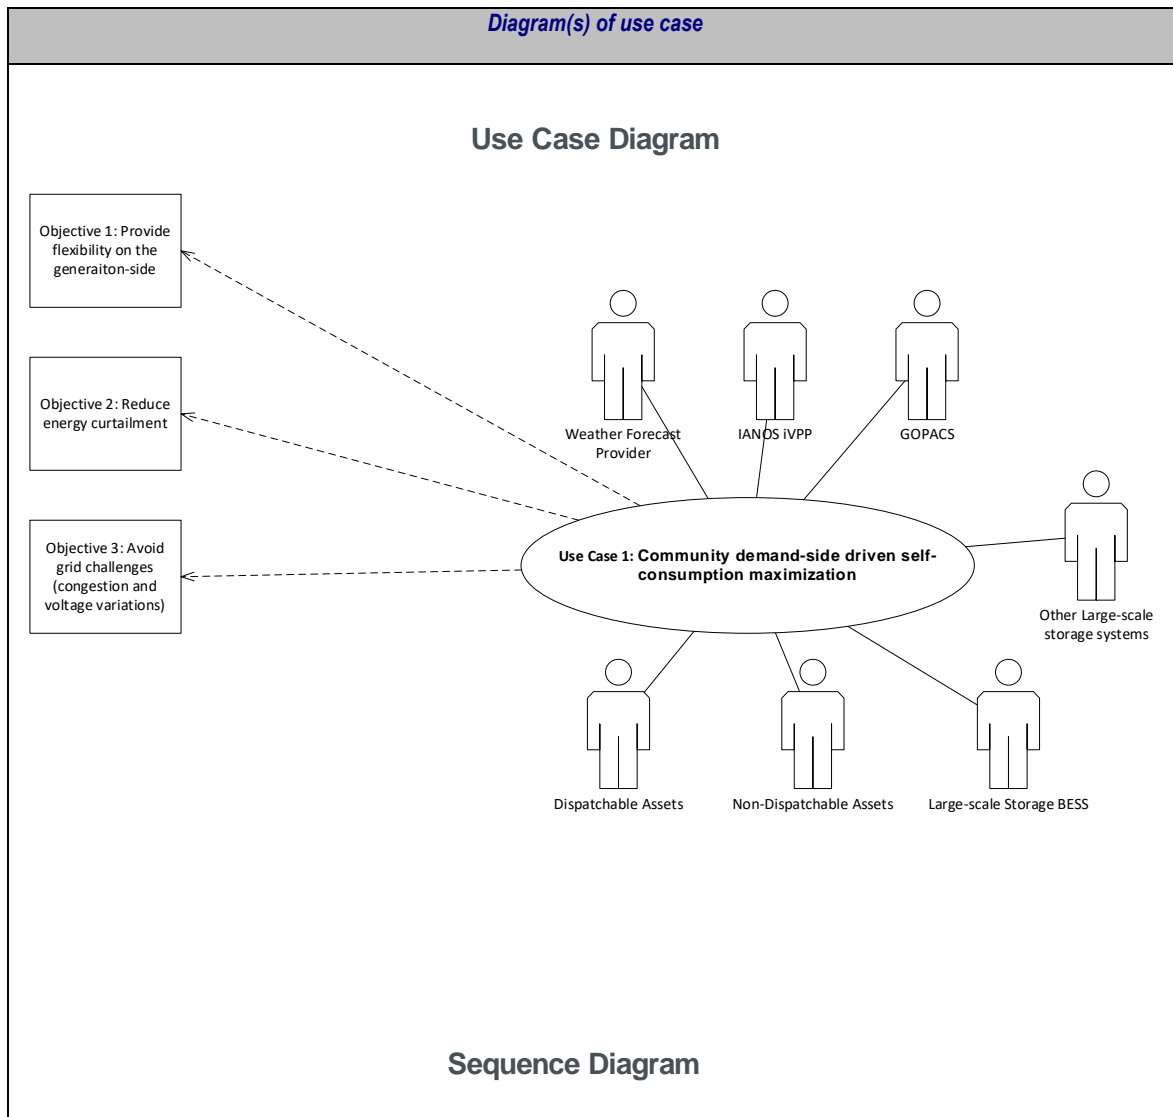 Diagram(s) of use case
Use Case Diagram
Objective 1: Provide
flexibility on the
generaiton-side
Objective 2: Reduce
energy curtailment
Objective 3: Avoid
grid challenges
(congestion and
voltage variations)
Weather Forecast
Provider
IANOS iVPP
GOPACS
Use Case 1: Community demand-side driven self-
consumption maximization
Other Large-scale
storage systems
Dispatchable Assets
Non-Dispatchable Assets
Large-scale Storage BESS
Sequence Diagram